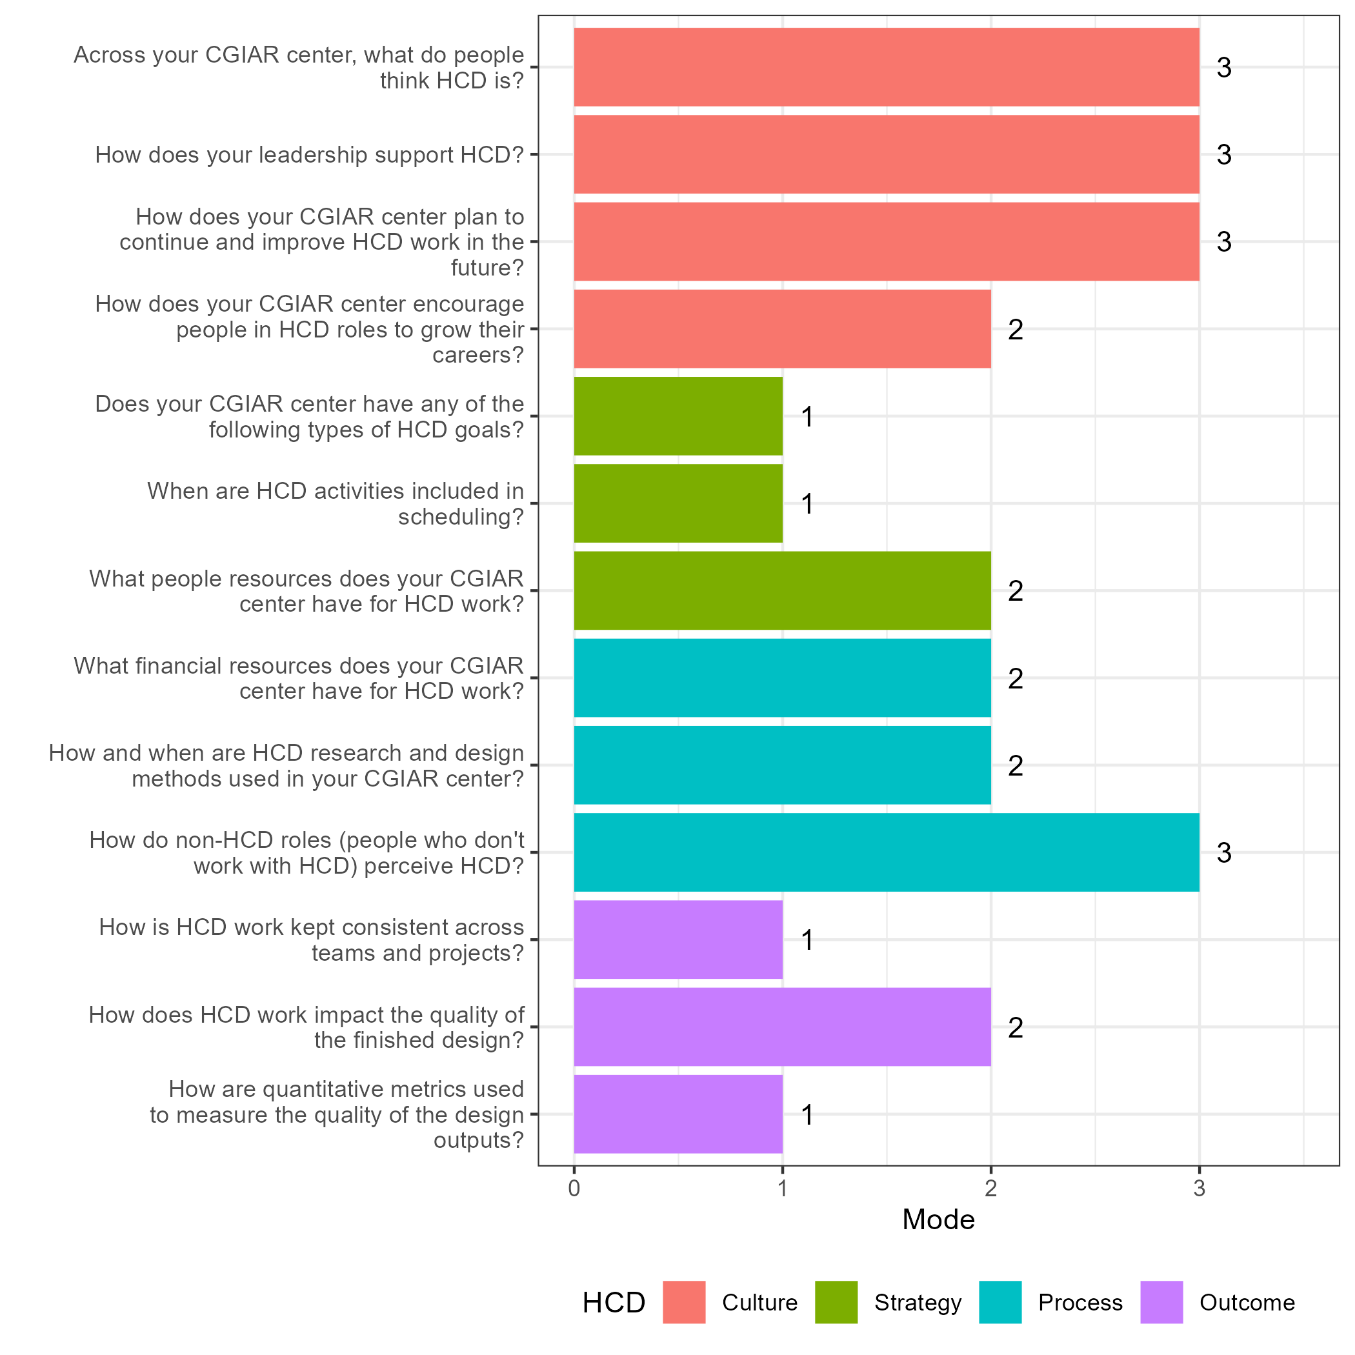 Across your CGIAR center, what do people
think HCD is?
3
How does your leadership support HCD?
3
How does your CGIAR center plan to
continue and improve HCD work in the
future?
3
How does your CGIAR center encourage
people in HCD roles to grow their
careers?
2
Does your CGIAR center have any of the
following types of HCD goals?
1
When are HCD activities included in
scheduling?
1
What people resources does your CGIAR
center have for HCD work?
2
What financial resources does your CGIAR
center have for HCD work?
2
How and when are HCD research and design
methods used in your CGIAR center?
2
How do non-HCD roles (people who don't
work with HCD) perceive HCD?
3
How is HCD work kept consistent across
teams and projects?
1
How does HCD work impact the quality of
the finished design?
2
How are quantitative metrics used
to measure the quality of the design
outputs?
1
0 1 2 3
Mode
HCD Culture Strategy Process Outcome